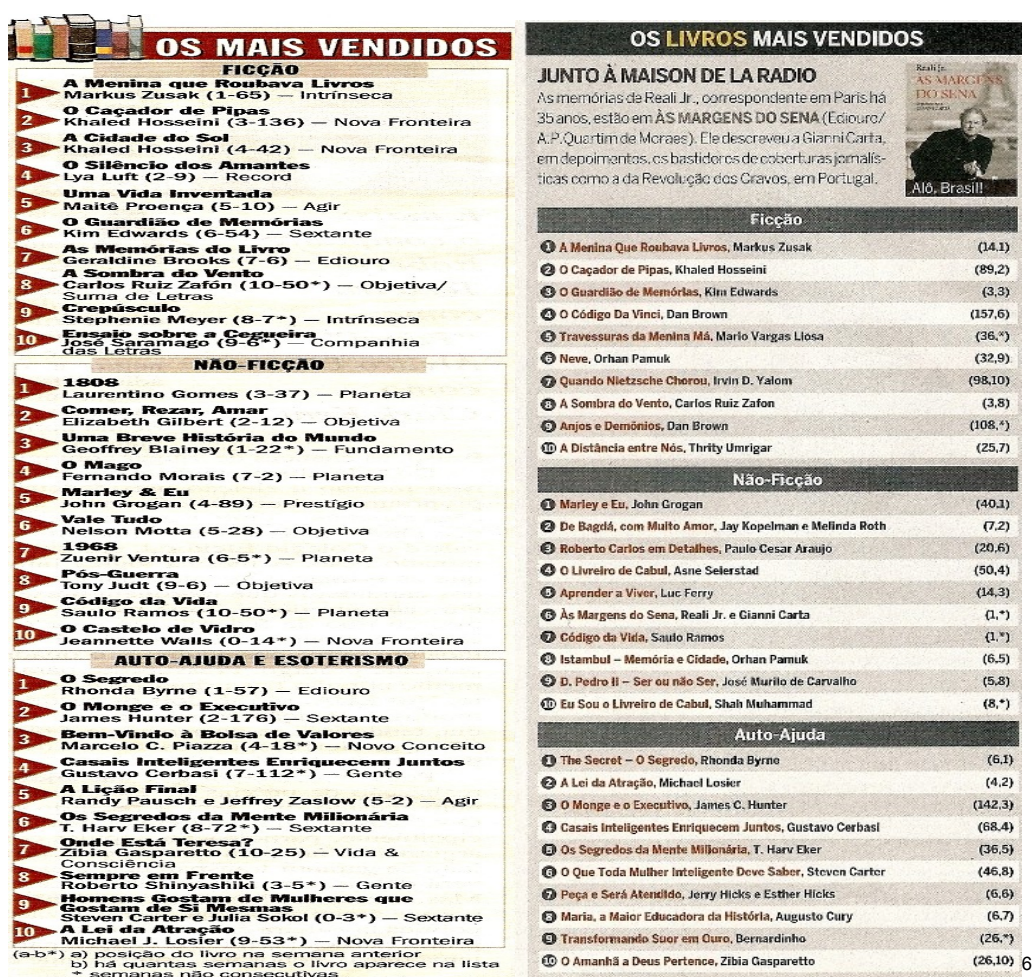 OS MAIS VENDIDOS
FICÇÃO
1 A Menina que Roubava Livros
Markus Zusak (1-65) — Intrínseca
2 O Caçador de Pipas
Khaled Hosseini (3-136) — Nova Fronteira
3 A Cidade do Sol
Khaled Hosseini (4-42) — Nova Fronteira
4 O Silêncio dos Amantes
Lya Luft (2-9) — Record
5 Uma Vida Inventada
Maitê Proença (5-10) — Agir
6 O Guardião de Memórias
Kim Edwards (6-54) — Sextante
7 As Memórias do Livro
Geraldine Brooks (7-6) — Ediouro
8 A Sombra do Vento
Carlos Ruiz Zafón (10-50*) — Objetiva/
Suma de Letras
9 Crepúsculo
Stephenie Meyer (8-7*) — Intrínseca
10 Ensaio sobre a Cegueira
José Saramago (9-6*) — Companhia
das Letras
NÃO-FICÇÃO
1 1808
Laurentino Gomes (3-37) — Planeta
2 Comer, Rezar, Amar
Elizabeth Gilbert (2-12) — Objetiva
3 Uma Breve História do Mundo
Geoffrey Blainey (1-22*) — Fundamento
4 O Mago
Fernando Morais (7-2) — Planeta
5 Marley & Eu
John Grogan (4-89) — Prestígio
6 Vale Tudo
Nelson Motta (5-28) — Objetiva
7 1968
Zuenir Ventura (6-5*) — Planeta
8 Pós-Guerra
Tony Judt (9-6) — Objetiva
9 Código da Vida
Saulo Ramos (10-50*) — Planeta
10 O Castelo de Vidro
Jeannette Walls (0-14*) — Nova Fronteira
AUTO-AJUDA E ESOTERISMO
1 O Segredo
Rhonda Byrne (1-57) — Ediouro
2 O Monge e o Executivo
James Hunter (2-176) — Sextante
3 Bem-Vindo à Bolsa de Valores
Marcelo C. Piazza (4-18*) — Novo Conceito
4 Casais Inteligentes Enriquecem Juntos
Gustavo Cerbasi (7-112*) — Gente
5 A Lição Final
Randy Pausch e Jeffrey Zaslow (5-2) — Agir
6 Os Segredos da Mente Milionária
T. Harv Eker (8-72*) — Sextante
7 Onde Está Teresa?
Zibia Gasparetto (10-25) — Vida &
Consciência
8 Sempre em Frente
Roberto Shinyashiki (3-5*) — Gente
9 Homens Gostam de Mulheres que
Gostam de Si Mesmas
Steven Carter e Julia Sokol (0-3*) — Sextante
10 A Lei da Atração
Michael J. Losier (9-53*) — Nova Fronteira
(a-b*) a) posição do livro na semana anterior
b) há quantas semanas o livro aparece na lista
* semanas não consecutivas
OS LIVROS MAIS VENDIDOS
JUNTO À MAISON DE LA RADIO
As memórias de Reali Jr., correspondente em Paris há
35 anos, estão em ÀS MARGENS DO SENA (Ediouro/
A.P.Quartim de Moraes). Ele descreveu a Gianni Carta,
em depoimentos, os bastidores de coberturas jornalís-
ticas como a da Revolução dos Cravos, em Portugal.
Reali Jr.
ÀS MARGENS
DO SENA
Alô, Brasil!
Ficção
1 A Menina Que Roubava Livros, Markus Zusak (14,1)
2 O Caçador de Pipas, Khaled Hosseini (89,2)
3 O Guardião de Memórias, Kim Edwards (3,3)
4 O Código Da Vinci, Dan Brown (157,6)
5 Travessuras da Menina Má, Mario Vargas Llosa (36,*)
6 Neve, Orhan Pamuk (32,9)
7 Quando Nietzsche Chorou, Irvin D. Yalom (98,10)
8 A Sombra do Vento, Carlos Ruiz Zafon (3,8)
9 Anjos e Demônios, Dan Brown (108,*)
10 A Distância entre Nós, Thrity Umrigar (25,7)
Não-Ficção
1 Marley e Eu, John Grogan (40,1)
2 De Bagdá, com Muito Amor, Jay Kopelman e Melinda Roth (7,2)
3 Roberto Carlos em Detalhes, Paulo Cesar Araujo (20,6)
4 O Livreiro de Cabul, Asne Seierstad (50,4)
5 Aprender a Viver, Luc Ferry (14,3)
6 Às Margens do Sena, Reali Jr. e Gianni Carta (1,*)
7 Código da Vida, Saulo Ramos (1,*)
8 Istambul – Memória e Cidade, Orhan Pamuk (6,5)
9 D. Pedro II – Ser ou não Ser, José Murilo de Carvalho (5,8)
10 Eu Sou o Livreiro de Cabul, Shah Muhammad (8,*)
Auto-Ajuda
1 The Secret – O Segredo, Rhonda Byrne (6,1)
2 A Lei da Atração, Michael Losier (4,2)
3 O Monge e o Executivo, James C. Hunter (142,3)
4 Casais Inteligentes Enriquecem Juntos, Gustavo Cerbasi (68,4)
5 Os Segredos da Mente Milionária, T. Harv Eker (36,5)
6 O Que Toda Mulher Inteligente Deve Saber, Steven Carter (46,8)
7 Peça e Será Atendido, Jerry Hicks e Esther Hicks (6,6)
8 Maria, a Maior Educadora da História, Augusto Cury (6,7)
9 Transformando Suor em Ouro, Bernardinho (26,*)
10 O Amanhã a Deus Pertence, Zibia Gasparetto (26,10)